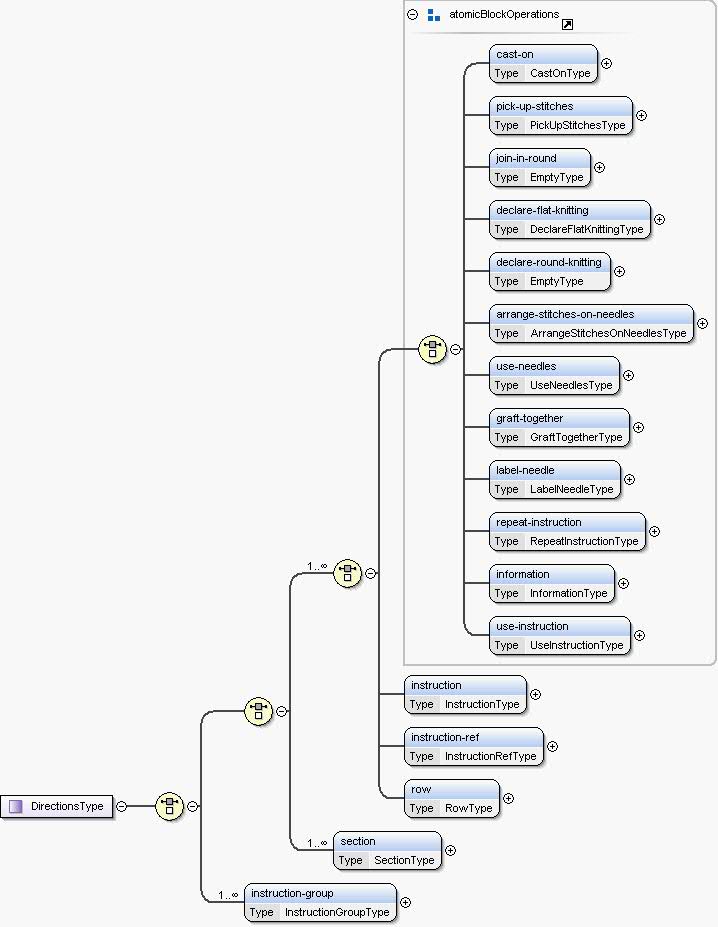 atomicBlockOperations
cast-on
Type CastOnType
pick-up-stitches
Type PickUpStitchesType
join-in-round
Type EmptyType
declare-flat-knitting
Type DeclareFlatKnittingType
declare-round-knitting
Type EmptyType
arrange-stitches-on-needles
Type ArrangeStitchesOnNeedlesType
use-needles
Type UseNeedlesType
graft-together
Type GraftTogetherType
label-needle
Type LabelNeedleType
repeat-instruction
Type RepeatInstructionType
1..∞
information
Type InformationType
use-instruction
Type UseInstructionType
instruction
Type InstructionType
instruction-ref
Type InstructionRefType
row
Type RowType
DirectionsType
1..∞
section
Type SectionType
1..∞
instruction-group
Type InstructionGroupType